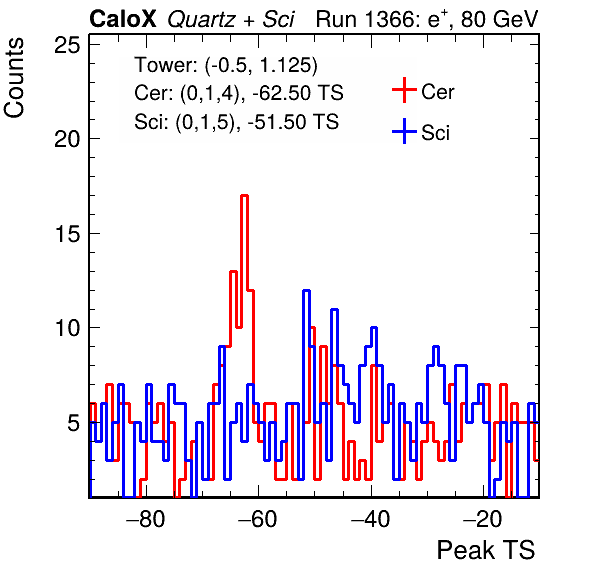 CaloX Quartz + Sci Run 1366: e⁺, 80 GeV
Counts
25
20
15
10
5
Tower: (-0.5, 1.125)
Cer: (0,1,4), -62.50 TS
Sci: (0,1,5), -51.50 TS
Cer
Sci
−80 −60 −40 −20
Peak TS